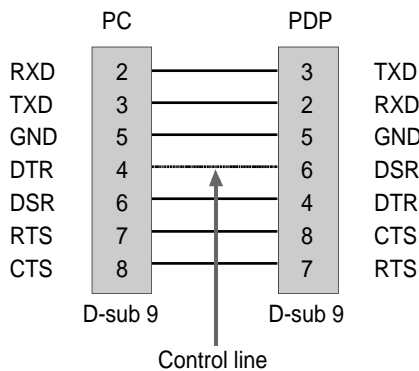 PC PDP
RXD 2 3 TXD
TXD 3 2 RXD
GND 5 5 GND
DTR 4 6 DSR
DSR 6 4 DTR
RTS 7 8 CTS
CTS 8 7 RTS
D-sub 9 D-sub 9
Control line